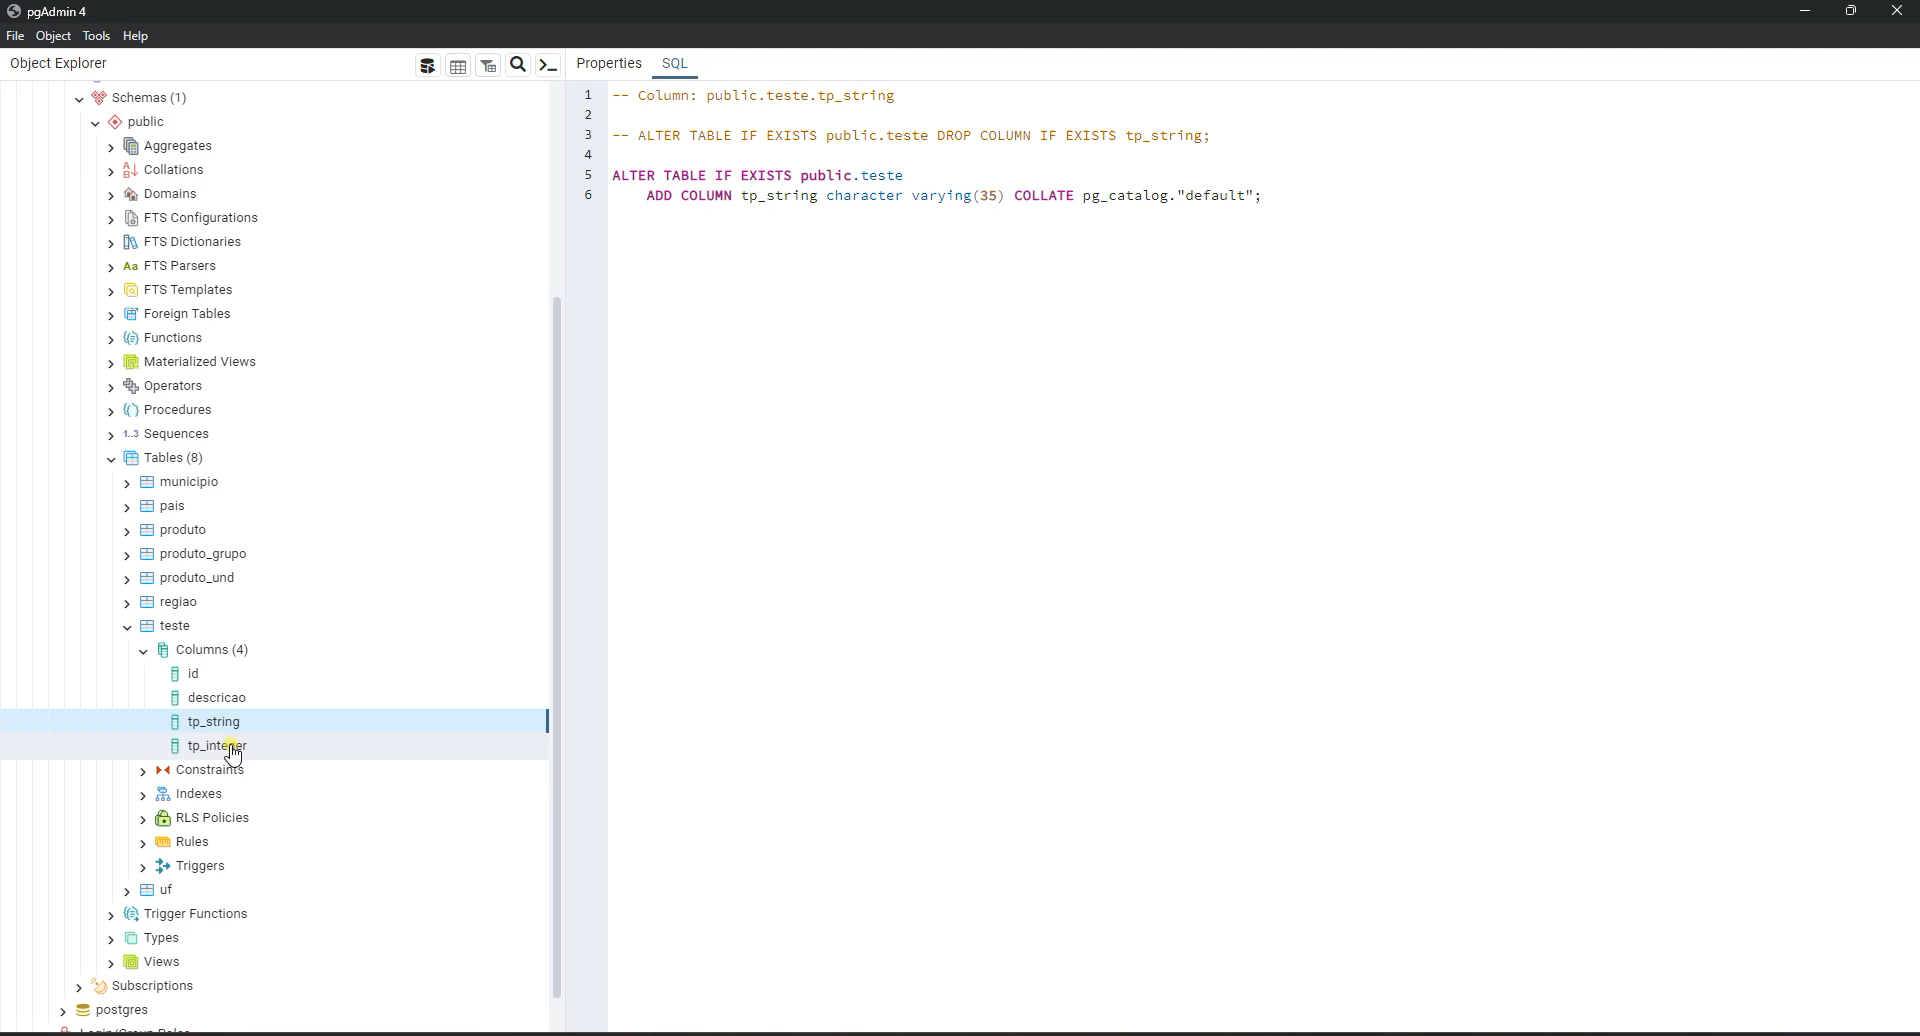 pgAdmin 4
File Object Tools Help
Object Explorer
Properties SQL
Schemas (1)
public
Aggregates
Collations
Domains
FTS Configurations
FTS Dictionaries
Aa FTS Parsers
FTS Templates
Foreign Tables
Functions
Materialized Views
Operators
Procedures
1..3 Sequences
Tables (8)
municipio
pais
produto
produto_grupo
produto_und
regiao
teste
Columns (4)
id
descricao
tp_string
tp_integer
Constraints
Indexes
RLS Policies
Rules
Triggers
uf
Trigger Functions
Types
Views
Subscriptions
postgres
1 -- Column: public.teste.tp_string
2
3 -- ALTER TABLE IF EXISTS public.teste DROP COLUMN IF EXISTS tp_string;
4
5 ALTER TABLE IF EXISTS public.teste
6 ADD COLUMN tp_string character varying(35) COLLATE pg_catalog."default";